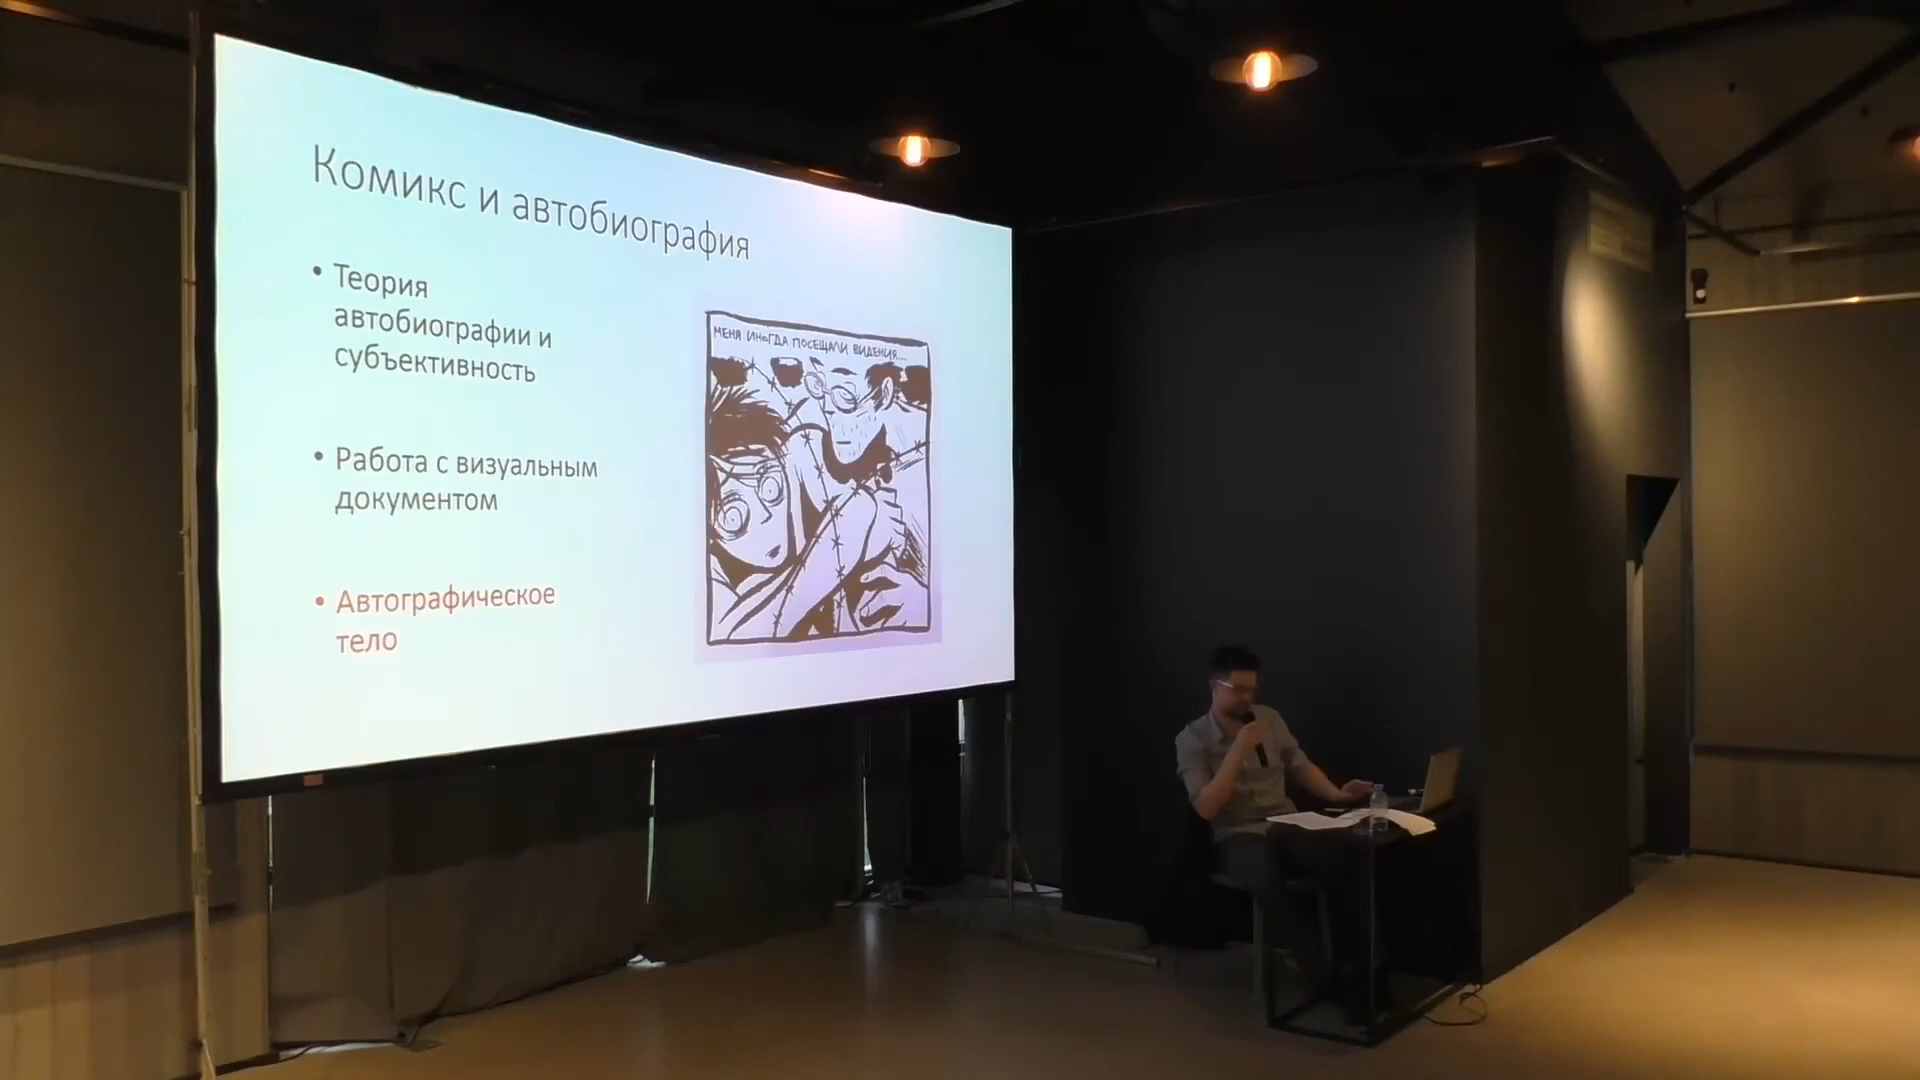 Комикс и автобиография
• Теория
автобиографии и
субъективность
• Работа с визуальным
документом
• Автографическое
тело
МЕНЯ ИНОГДА ПОСЕЩАЛИ ВИДЕНИЯ...